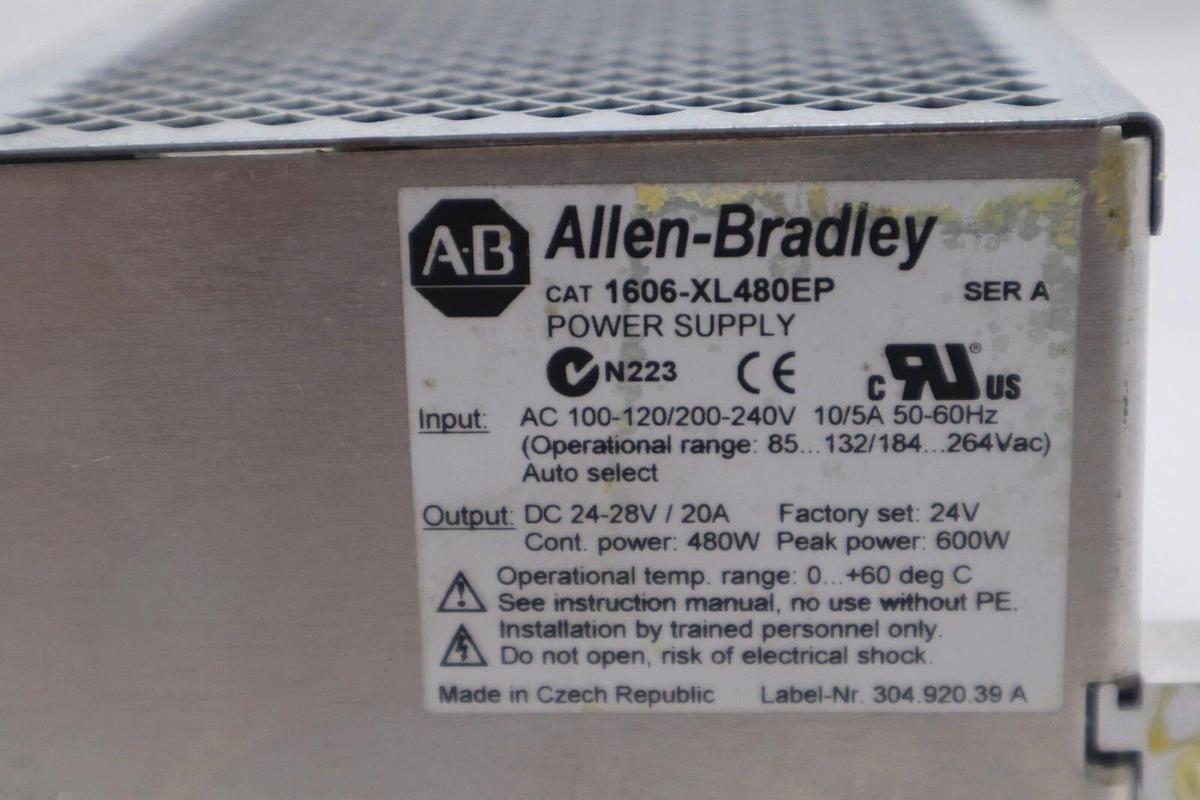 A·B Allen-Bradley
CAT 1606-XL480EP SER A
POWER SUPPLY
N223 CE c RU ® US
Input: AC 100-120/200-240V 10/5A 50-60Hz
(Operational range: 85...132/184...264Vac)
Auto select
Output: DC 24-28V / 20A Factory set: 24V
Cont. power: 480W Peak power: 600W
Operational temp. range: 0...+60 deg C
See instruction manual, no use without PE.
Installation by trained personnel only.
Do not open, risk of electrical shock.
Made in Czech Republic Label-Nr. 304.920.39 A